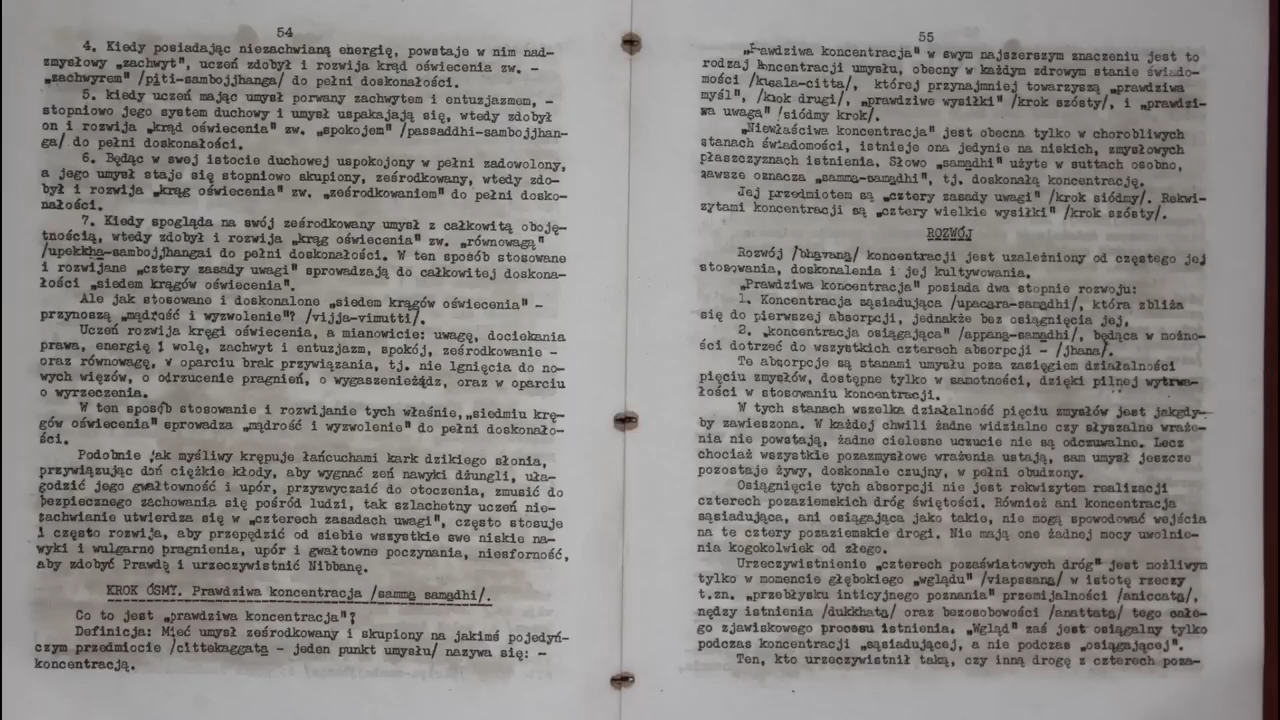 54
4. Kiedy posiadając niezachwianą energię, powstaje w nim nad-
zmysłowy „zachwyt", uczeń zdobył i rozwija krąd oświecenia zw. -
„zachwyrem" /piti-sambojjhanga/ do pełni doskonałości.
5. kiedy uczeń mając umysł porwany zachwytem i entuzjazmem, -
stopniowo jego system duchowy i umysł uspakajają się, wtedy zdobył
on i rozwija „krąd oświecenia" zw. „spokojem" /passaddhi-sambojjhan-
ga/ do pełni doskonałości.
6. Będąc w swej istocie duchowej uspokojony w pełni zadowolony,
a jego umysł staje się stopniowo skupiony, ześrodkowany, wtedy zdo-
był i rozwija „krąg oświecenia" zw. „ześrodkowaniem" do pełni dosko-
nałości.
7. Kiedy spogląda na swój ześrodkowany umysł z całkowitą oboję-
tnością, wtedy zdobył i rozwija „krąg oświecenia" zw. „równowagą"
/upekkha-sambojjhangai do pełni doskonałości. W ten sposób stosowane
i rozwijane „cztery zasady uwagi" sprowadzają do całkowitej doskona-
łości „siedem kręgów oświecenia".
Ale jak stosowane i doskonalone „siedem kręgów oświecenia" -
przynoszą „mądrość i wyzwolenie"? /vijja-vimutti/.
Uczeń rozwija kręgi oświecenia, a mianowicie: uwagę, dociekania
prawa, energię i wolę, zachwyt i entuzjazm, spokój, ześrodkowanie -
oraz równowagę, w oparciu brak przywiązania, tj. nie lgnięcia do no-
wych więzów, o odrzucenie pragnień, o wygaszenieżądz, oraz w oparciu
o wyrzeczenia.
W ten sposób stosowanie i rozwijanie tych właśnie,„siedmiu krę-
gów oświecenia" sprowadza „mądrość i wyzwolenie" do pełni doskonało-
ści.
Podobnie jak myśliwy krępuje łańcuchami kark dzikiego słonia,
przywiązując doń ciężkie kłody, aby wygnać zeń nawyki dżungli, uła-
godzić jego gwałtowność i upór, przyzwyczaić do otoczenia, zmusić do
bezpiecznego zachowania się pośród ludzi, tak szlachetny uczeń nie-
zachwianie utwierdza się w „czterech zasadach uwagi", często stosuje
i często rozwija, aby przepędzić od siebie wszystkie swe niskie na-
wyki i wulgarne pragnienia, upór i gwałtowne poczynania, niesforność,
aby zdobyć Prawdę i urzeczywistnić Nibbanę.
KROK ÓSMY. Prawdziwa koncentracja /samma samadhi/.
Co to jest „prawdziwa koncentracja"?
Definicja: Mieć umysł ześrodkowany i skupiony na jakimś pojedyń-
czym przedmiocie /cittekaggata - jeden punkt umysłu/ nazywa się: -
koncentracją.
55
„Prawdziwa koncentracja" w swym najszerszym znaczeniu jest to
rodzaj koncentracji umysłu, obecny w każdym zdrowym stanie świado-
mości /kusala-citta/, której przynajmniej towarzyszą „prawdziwa
myśl", /krok drugi/, „prawdziwe wysiłki" /krok szósty/, i „prawdzi-
wa uwaga" /siódmy krok/.
„Niewłaściwa koncentracja" jest obecna tylko w chorobliwych
stanach świadomości, istnieje ona jedynie na niskich, zmysłowych
płaszczyznach istnienia. Słowo „samadhi" użyte w suttach osobno,
zawsze oznacza „samma-samadhi", tj. doskonałą koncentrację.
Jej przedmiotem są „cztery zasady uwagi" /krok siódmy/. Rekwi-
zytami koncentracji są „cztery wielkie wysiłki" /krok szósty/.
ROZWÓJ
Rozwój /bhavana/ koncentracji jest uzależniony od częstego jej
stosowania, doskonalenia i jej kultywowania.
„Prawdziwa koncentracja" posiada dwa stopnie rozwoju:
1. Koncentracja sąsiadująca /upacara-samadhi/, która zbliża
się do pierwszej absorpcji, jednakże bez osiągnięcia jej.
2. „koncentracja osiągająca" /appana-samadhi/, będąca w możno-
ści dotrzeć do wszystkich czterech absorpcji - /jhana/.
Te absorpcje są stanami umysłu poza zasięgiem działalności
pięciu zmysłów, dostępne tylko w samotności, dzięki pilnej wytrwa-
łości w stosowaniu koncentracji.
W tych stanach wszelka działalność pięciu zmysłów jest jakgdy-
by zawieszona. W każdej chwili żadne widzialne czy słyszalne wraże-
nia nie powstają, żadne cielesne uczucie nie są odczuwalne. Lecz
chociaż wszystkie pozazmysłowe wrażenia ustają, sam umysł jeszcze
pozostaje żywy, doskonale czujny, w pełni obudzony.
Osiągnięcie tych absorpcji nie jest rekwizytem realizacji
czterech pozaziemskich dróg świętości. Również ani koncentracja
sąsiadująca, ani osiągająca jako takie, nie mogą spowodować wejścia
na te cztery pozaziemskie drogi. Nie mają one żadnej mocy uwolnie-
nia kogokolwiek od złego.
Urzeczywistnienie „czterech pozaświatowych dróg" jest możliwym
tylko w momencie głębokiego „wglądu" /viapssana/ w istotę rzeczy
t.zn. „przebłysku inticyjnego poznania" przemijalności /aniccata/,
nędzy istnienia /dukkhata/ oraz bezosobowości /anattata/ tego całe-
go zjawiskowego procesu istnienia. „Wgląd" zaś jest osiągalny tylko
podczas koncentracji „sąsiadującej, a nie podczas „osiągającej".
Ten, kto urzeczywistnił taką, czy inną drogę z czterech poza-